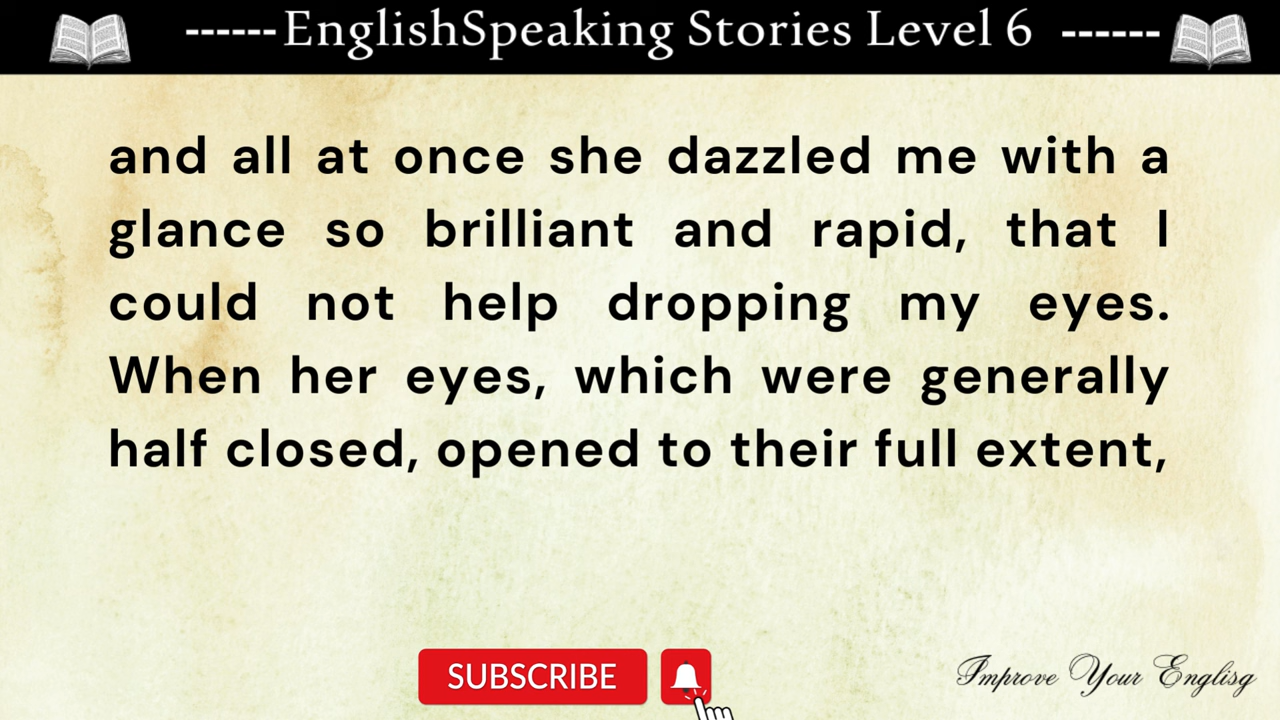 ------EnglishSpeaking Stories Level 6 ------
and all at once she dazzled me with a
glance so brilliant and rapid, that I
could not help dropping my eyes.
When her eyes, which were generally
half closed, opened to their full extent,
SUBSCRIBE
Improve Your Englisg